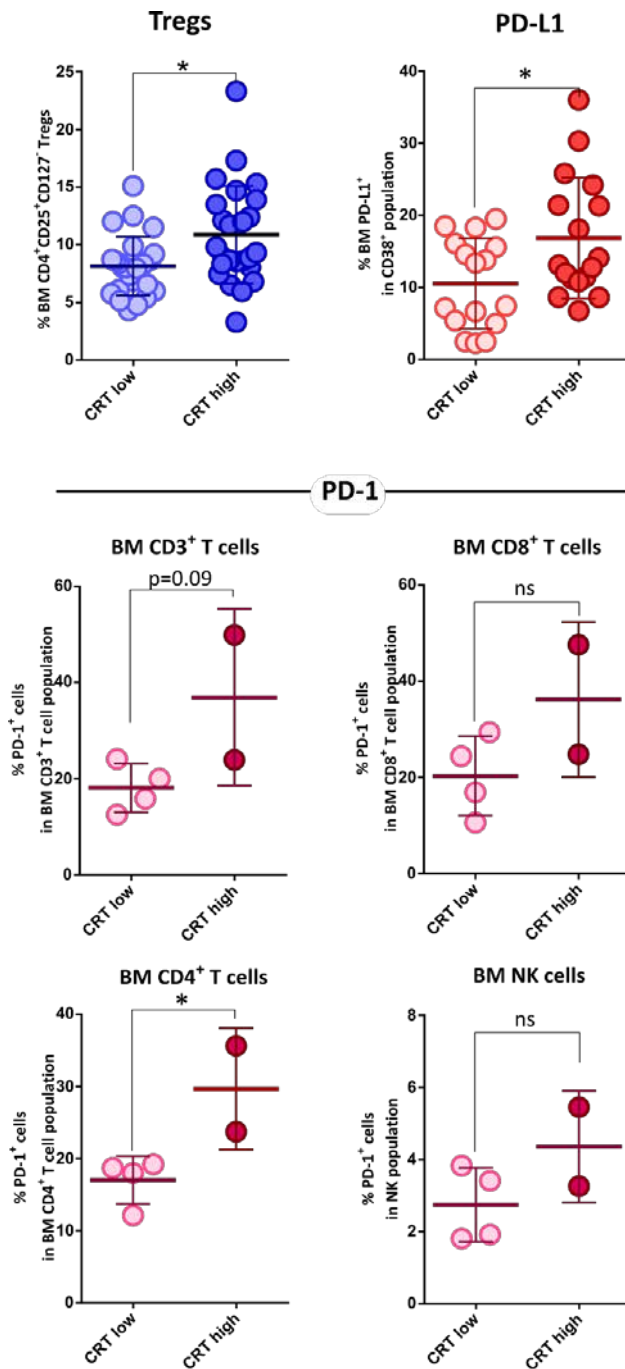 Tregs
*
% BM CD4⁺CD25⁺CD127⁻ Tregs
25
20
15
10
5
0
CRT low
CRT high
PD-L1
*
% BM PD-L1⁺
in CD38⁺ population
40
30
20
10
0
CRT low
CRT high
PD-1
BM CD3⁺ T cells
p=0.09
% PD-1⁺ cells
in BM CD3⁺ T cell population
60
40
20
0
CRT low
CRT high
BM CD8⁺ T cells
ns
% PD-1⁺ cells
in BM CD8⁺ T cell population
60
40
20
0
CRT low
CRT high
BM CD4⁺ T cells
*
% PD-1⁺ cells
in BM CD4⁺ T cell population
40
30
20
10
0
CRT low
CRT high
BM NK cells
ns
% PD-1⁺ cells
in NK population
8
6
4
2
0
CRT low
CRT high